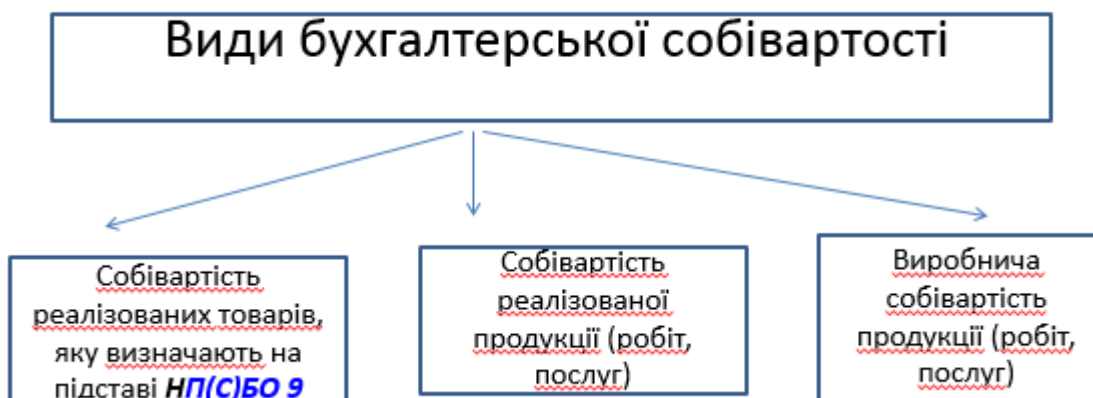 Види бухгалтерської собівартості
Собівартість
реалізованих товарів,
яку визначають на
підставі НП(С)БО 9
Собівартість
реалізованої
продукції (робіт,
послуг)
Виробнича
собівартість
продукції (робіт,
послуг)